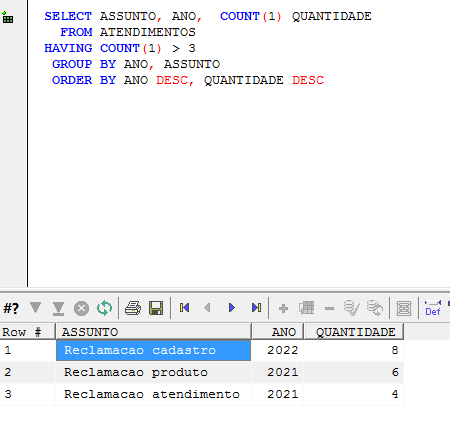 SELECT ASSUNTO, ANO, COUNT(1) QUANTIDADE
FROM ATENDIMENTOS
HAVING COUNT(1) > 3
GROUP BY ANO, ASSUNTO
ORDER BY ANO DESC, QUANTIDADE DESC
#?
Def
Row # ASSUNTO ANO QUANTIDADE
1 Reclamacao cadastro 2022 8
2 Reclamacao produto 2021 6
3 Reclamacao atendimento 2021 4